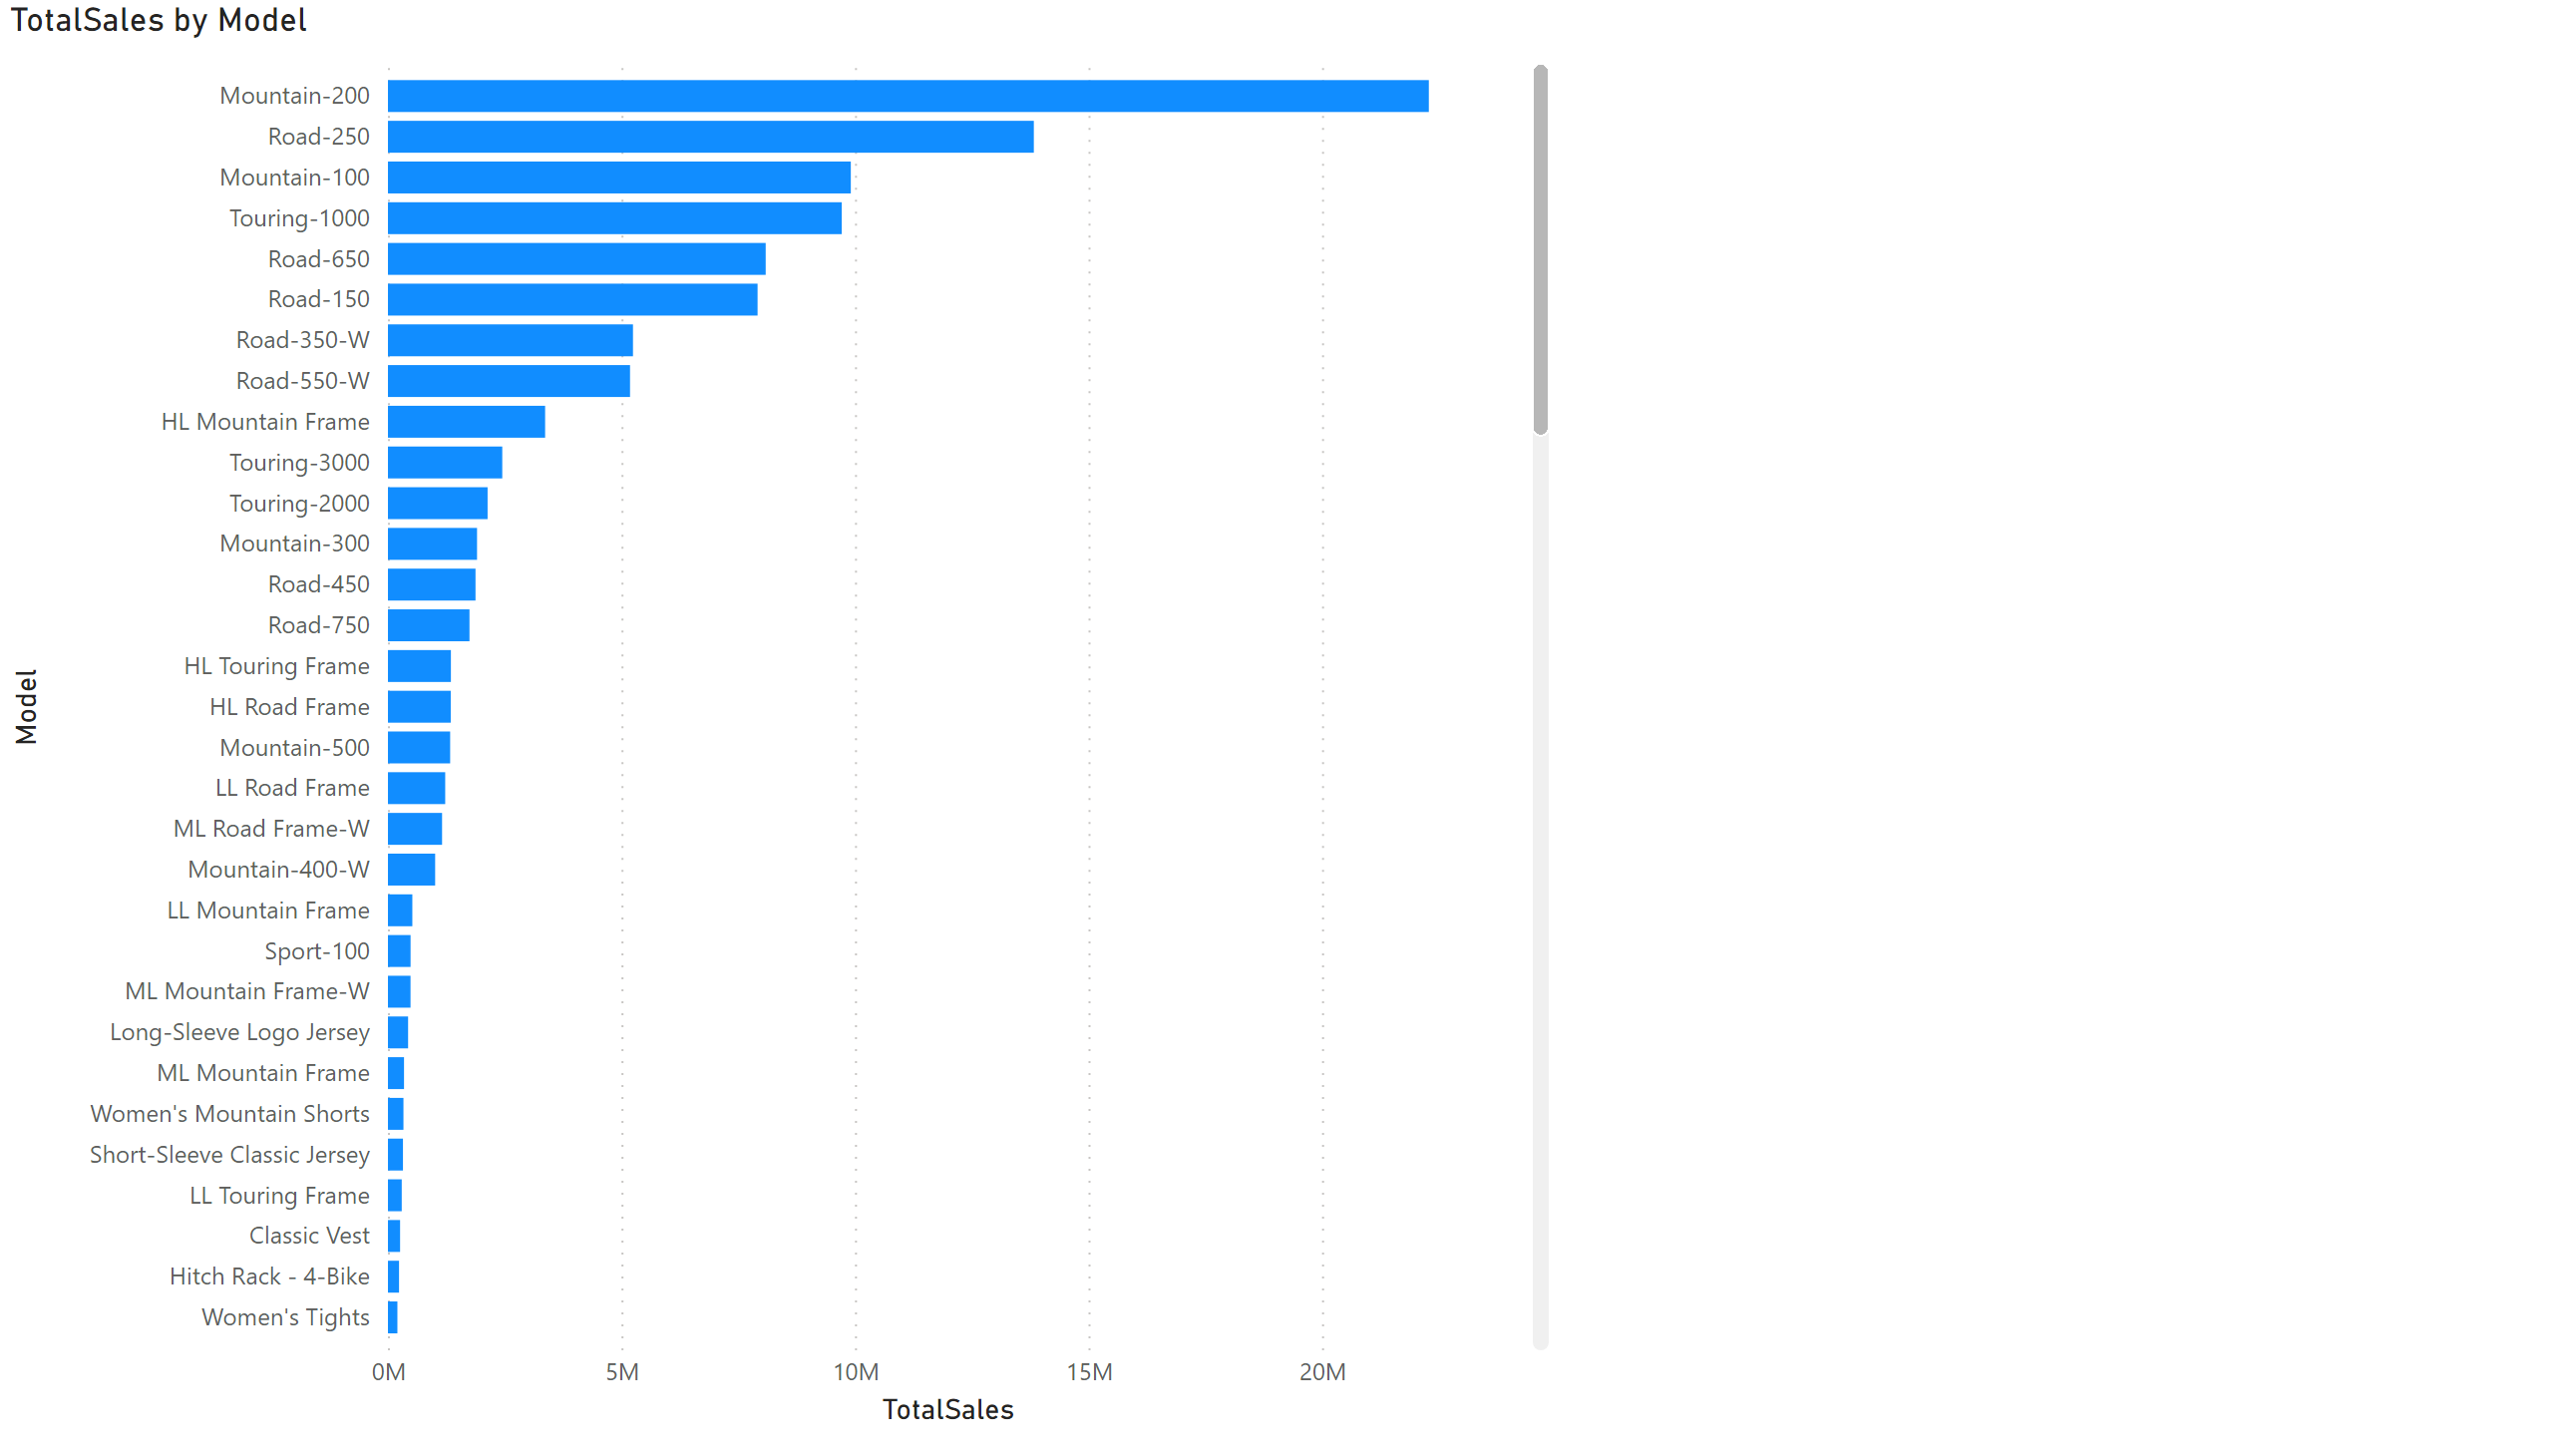 TotalSales by Model
Mountain-200
Road-250
Mountain-100
Touring-1000
Road-650
Road-150
Road-350-W
Road-550-W
HL Mountain Frame
Touring-3000
Touring-2000
Mountain-300
Road-450
Road-750
HL Touring Frame
HL Road Frame
Mountain-500
LL Road Frame
ML Road Frame-W
Mountain-400-W
LL Mountain Frame
Sport-100
ML Mountain Frame-W
Long-Sleeve Logo Jersey
ML Mountain Frame
Women's Mountain Shorts
Short-Sleeve Classic Jersey
LL Touring Frame
Classic Vest
Hitch Rack - 4-Bike
Women's Tights
Model
0M 5M 10M 15M 20M
TotalSales